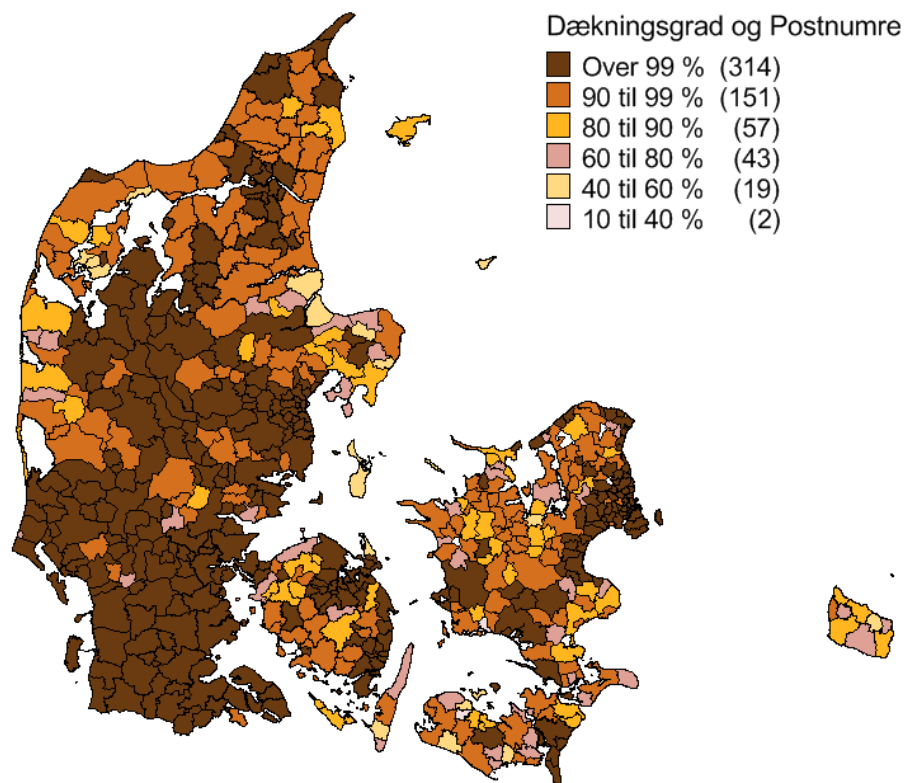 Dækningsgrad og Postnumre
Over 99 % (314)
90 til 99 % (151)
80 til 90 % (57)
60 til 80 % (43)
40 til 60 % (19)
10 til 40 % (2)